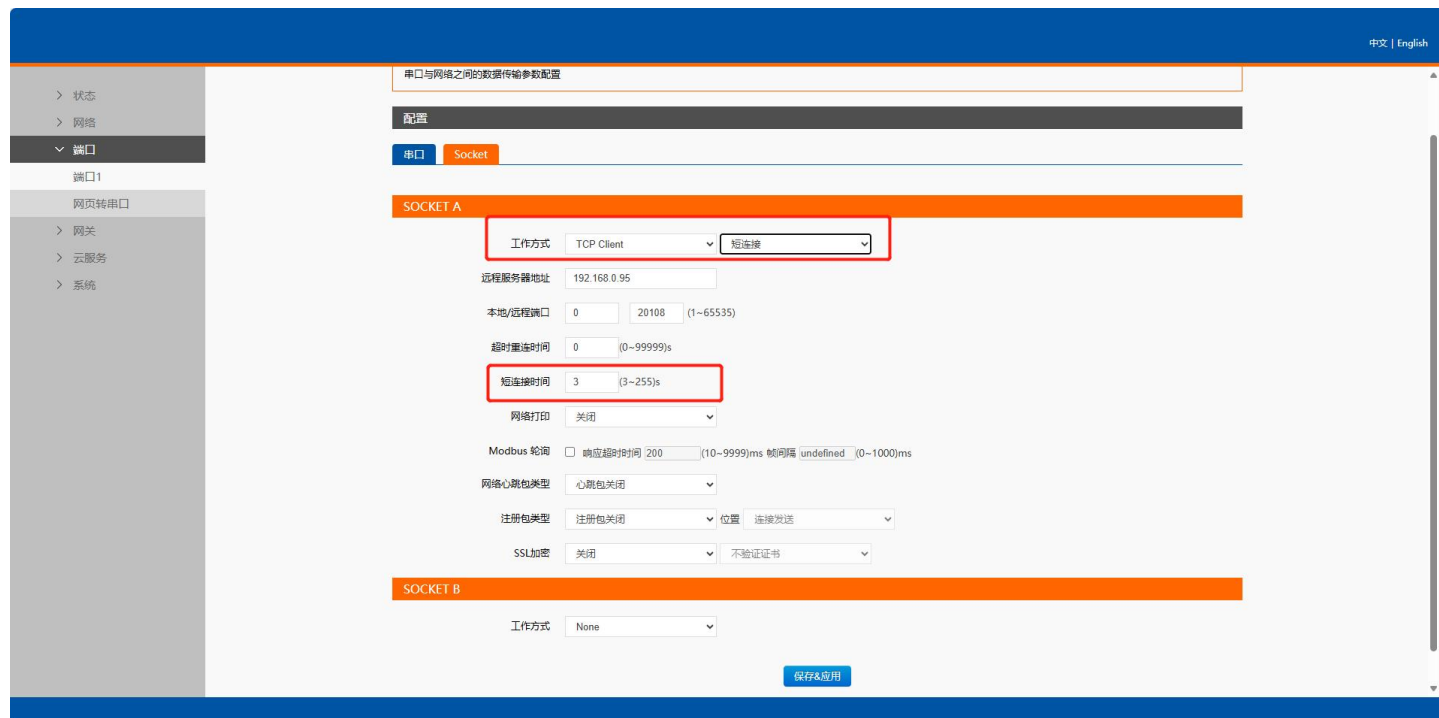 中文 | English
串口与网络之间的数据传输参数配置
状态
网络
端口
端口1
网页转串口
网关
云服务
系统
配置
串口 Socket
SOCKET A
工作方式 TCP Client 短连接
远程服务器地址 192.168.0.95
本地/远程端口 0 20108 (1~65535)
超时重连时间 0 (0~99999)s
短连接时间 3 (3~255)s
网络打印 关闭
Modbus 轮询 响应超时时间 200 (10~9999)ms 帧间隔 undefined (0~1000)ms
网络心跳包类型 心跳包关闭
注册包类型 注册包关闭 位置 连接发送
SSL加密 关闭 不验证证书
SOCKET B
工作方式 None
保存&应用